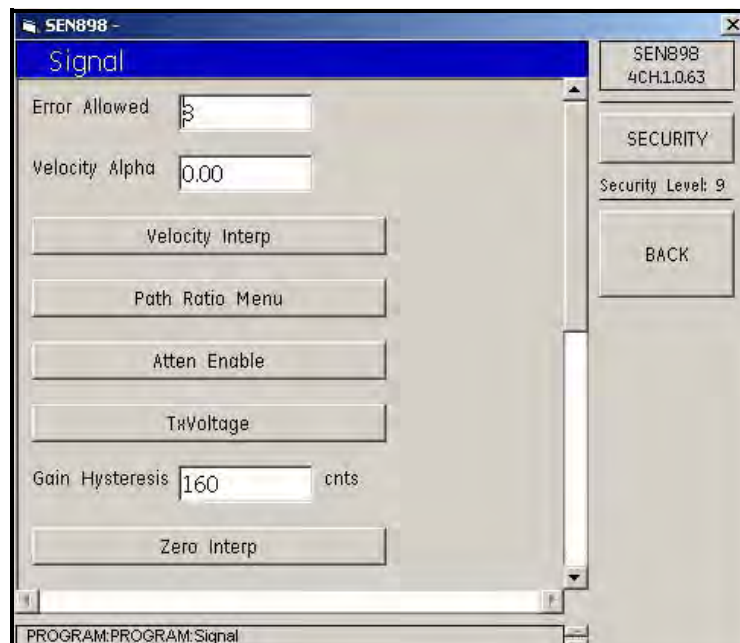 SEN898 -
Signal
Error Allowed 3
Velocity Alpha 0.00
Velocity Interp
Path Ratio Menu
Atten Enable
TxVoltage
Gain Hysteresis 160 cnts
Zero Interp
SEN898
4CH.1.0.63
SECURITY
Security Level: 9
BACK
PROGRAM:PROGRAM:Signal